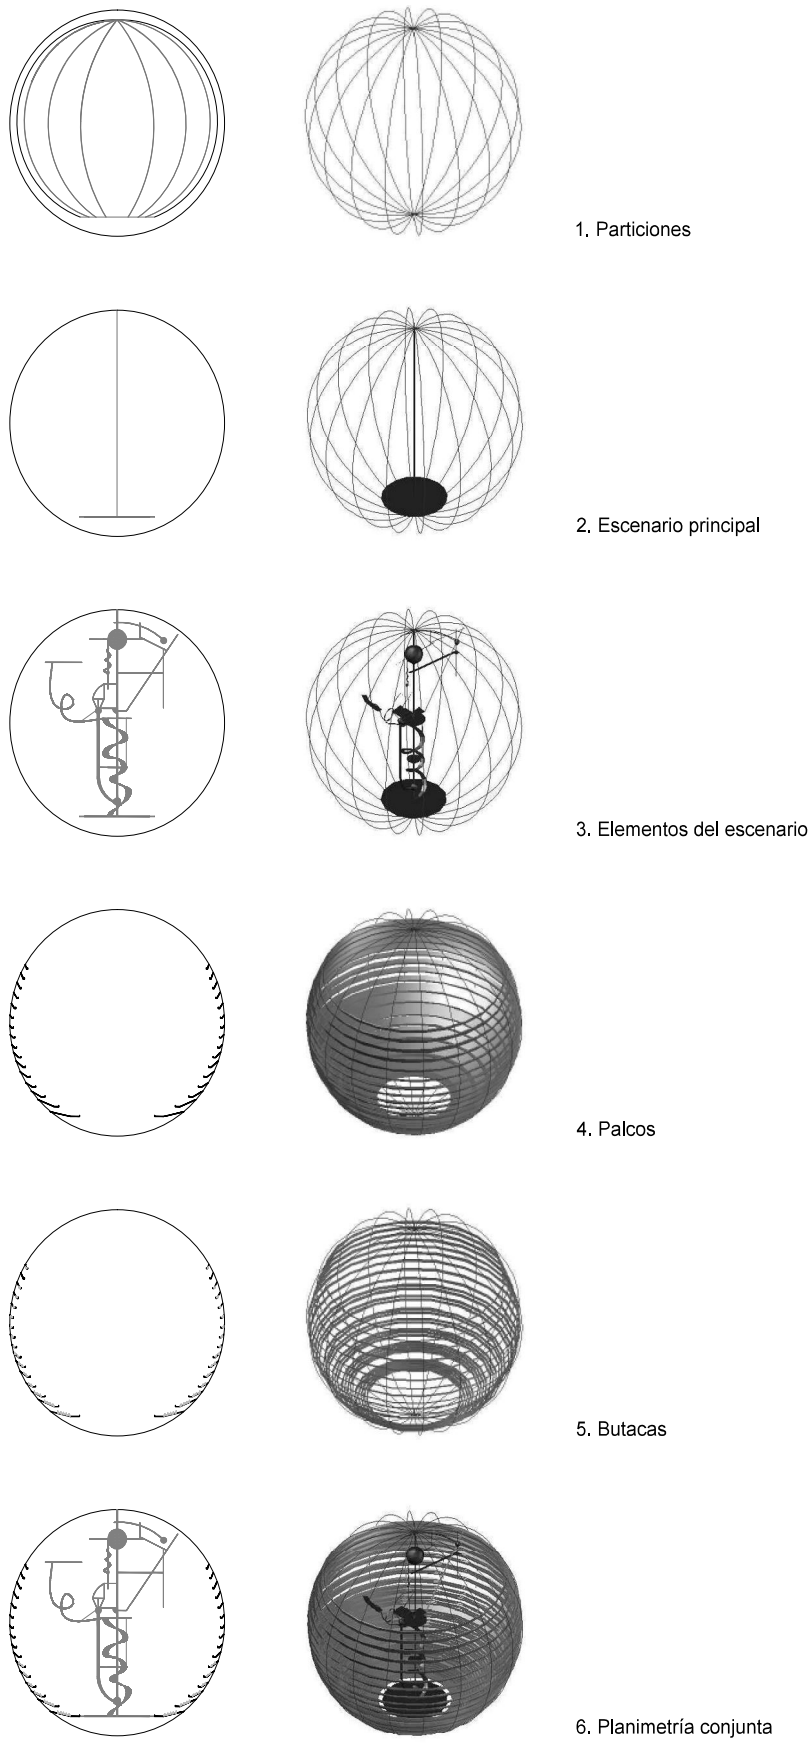 1. Particiones
2. Escenario principal
3. Elementos del escenario
4. Palcos
5. Butacas
6. Planimetría conjunta